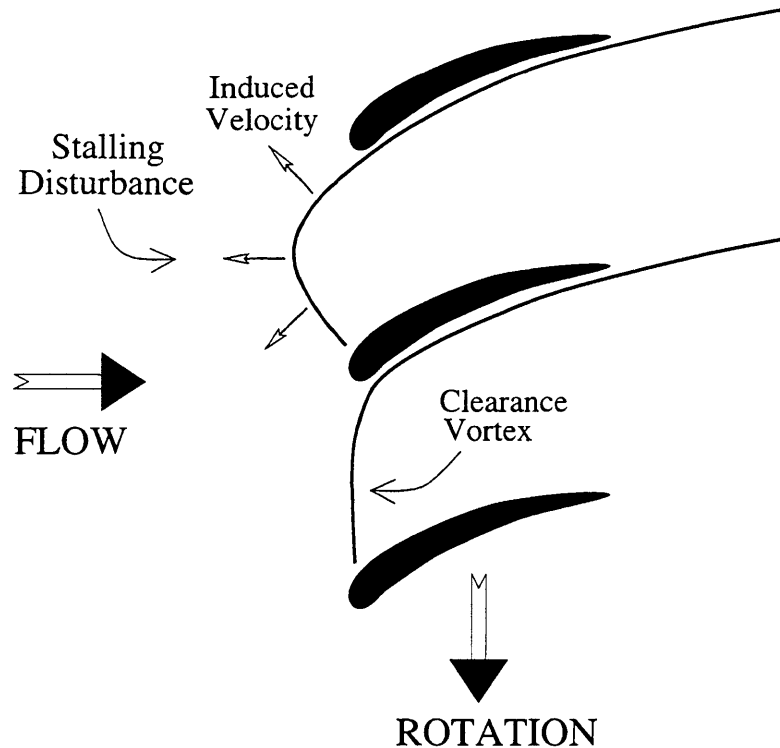 Induced
Velocity
Stalling
Disturbance
Clearance
Vortex
FLOW
ROTATION